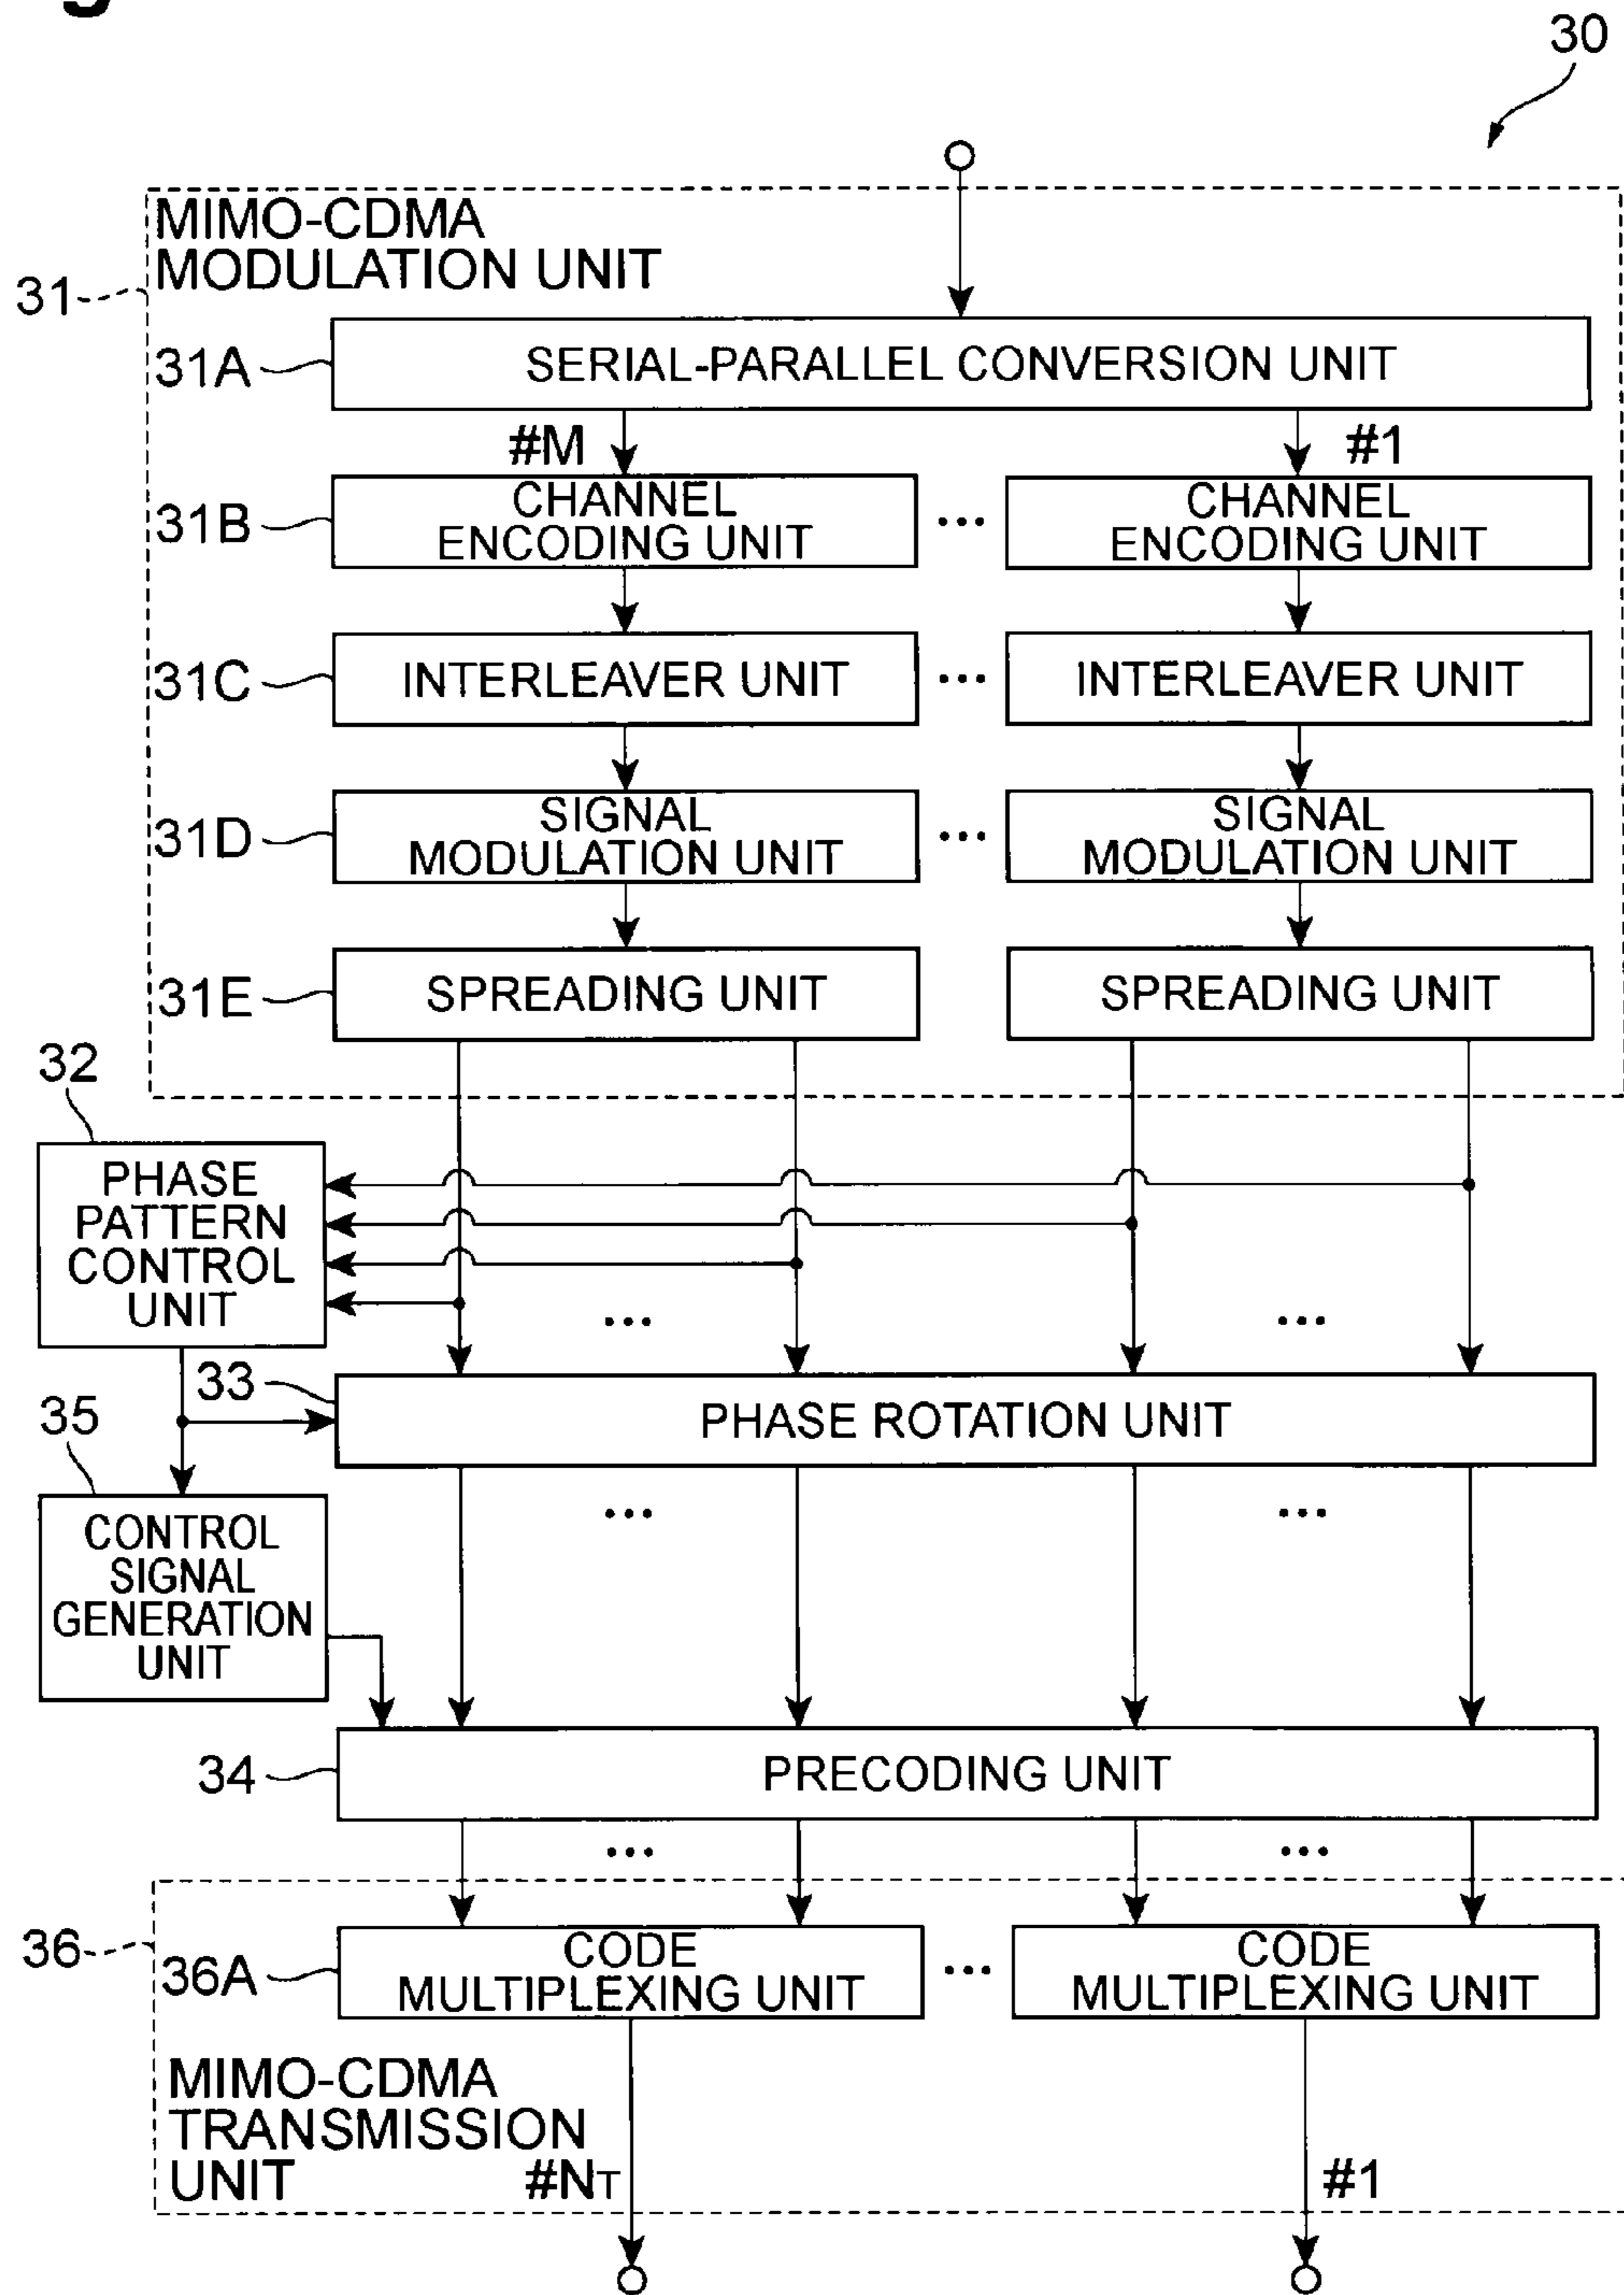 30
MIMO-CDMA
MODULATION UNIT
31
31A
SERIAL-PARALLEL CONVERSION UNIT
#M
#1
31B
CHANNEL
ENCODING UNIT
...
CHANNEL
ENCODING UNIT
31C
INTERLEAVER UNIT
...
INTERLEAVER UNIT
31D
SIGNAL
MODULATION UNIT
...
SIGNAL
MODULATION UNIT
31E
SPREADING UNIT
SPREADING UNIT
32
PHASE
PATTERN
CONTROL
UNIT
...
...
33
PHASE ROTATION UNIT
35
...
...
CONTROL
SIGNAL
GENERATION
UNIT
34
PRECODING UNIT
...
...
36
36A
CODE
MULTIPLEXING UNIT
...
CODE
MULTIPLEXING UNIT
MIMO-CDMA
TRANSMISSION
UNIT
#NT
#1